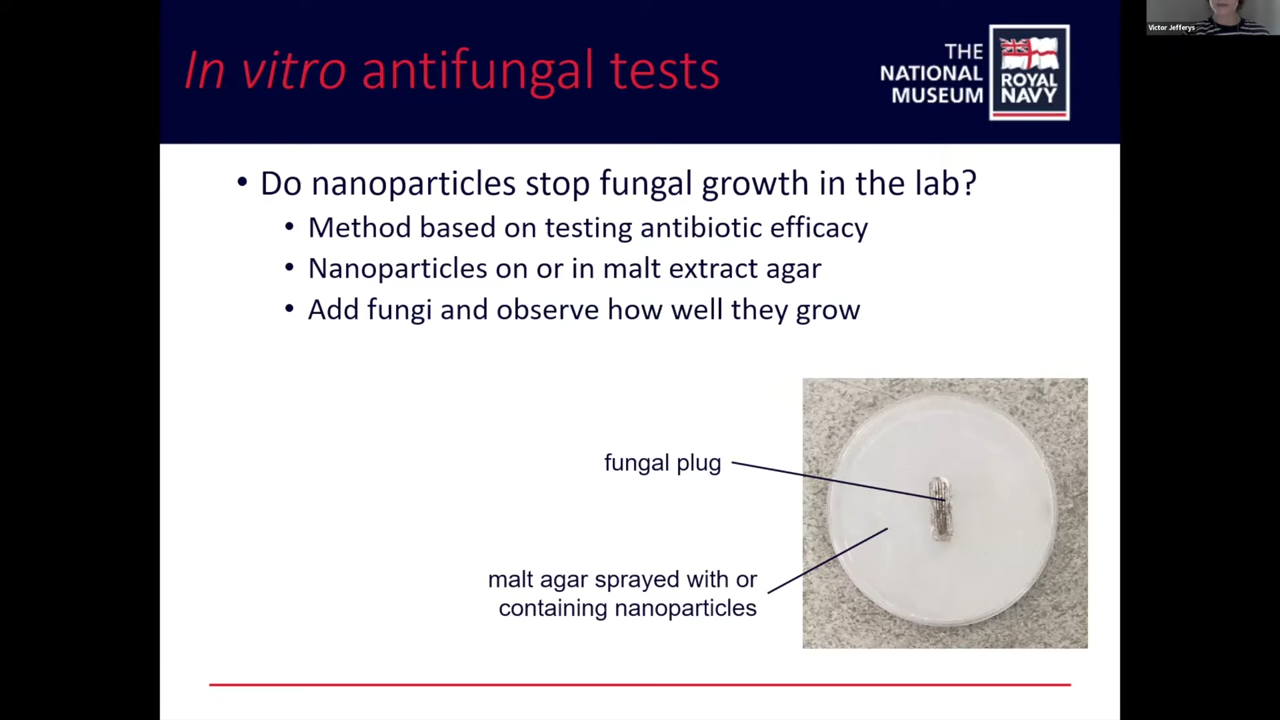 Victor Jefferys
In vitro antifungal tests
THE
NATIONAL
MUSEUM
ROYAL
NAVY
• Do nanoparticles stop fungal growth in the lab?
• Method based on testing antibiotic efficacy
• Nanoparticles on or in malt extract agar
• Add fungi and observe how well they grow
fungal plug
malt agar sprayed with or
containing nanoparticles